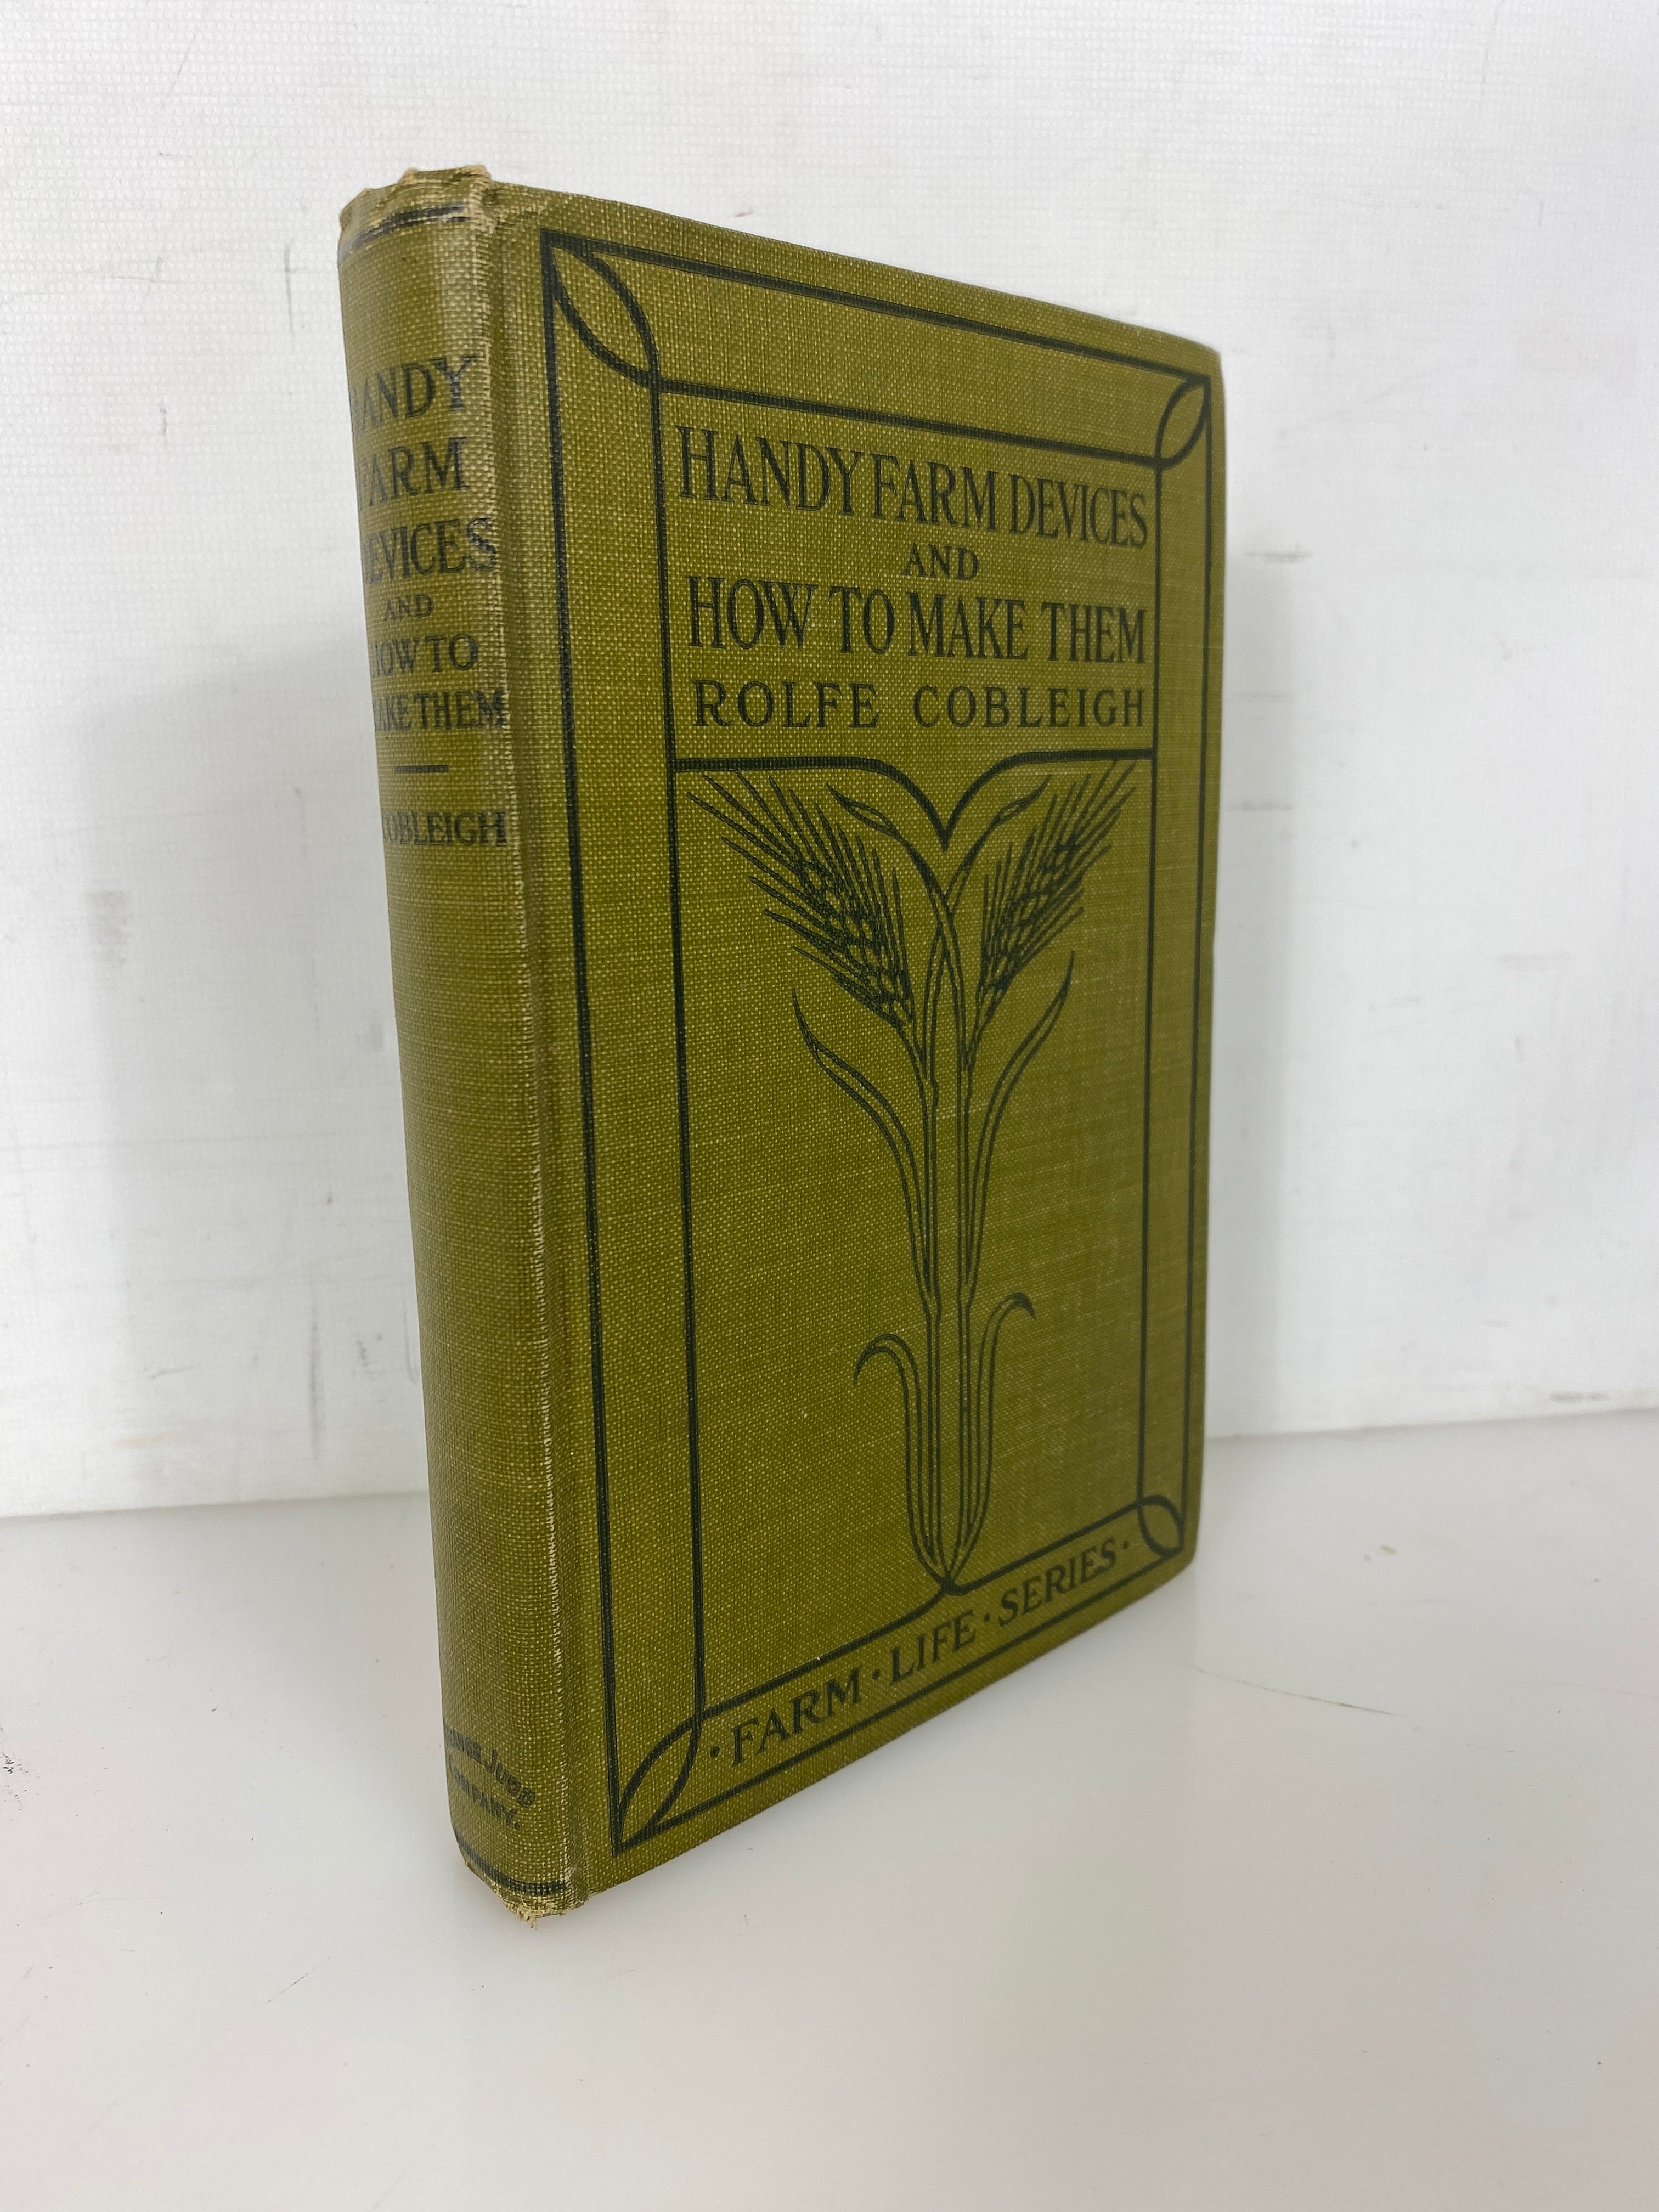 HANDY FARM DEVICES
AND
HOW TO MAKE THEM
ROLFE COBLEIGH
· FARM · LIFE · SERIES ·
HANDY
FARM
DEVICES
AND
HOW TO
MAKE THEM
COBLEIGH
JUDD
COMPANY.